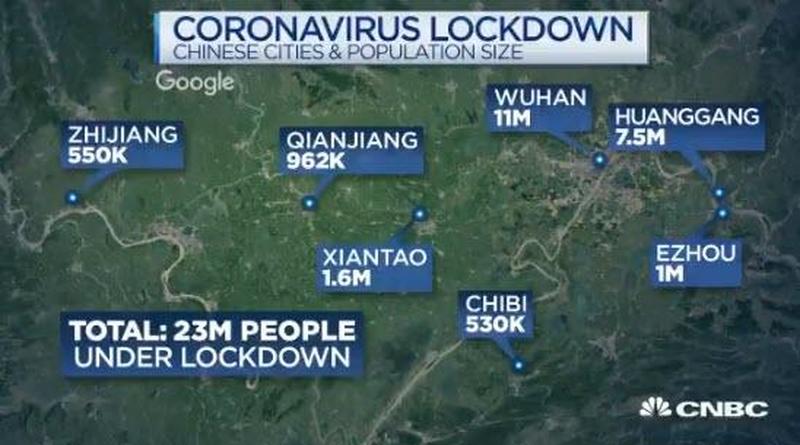 CORONAVIRUS LOCKDOWN
CHINESE CITIES & POPULATION SIZE
Google
WUHAN
11M
HUANGGANG
7.5M
ZHIJIANG
550K
QIANJIANG
962K
XIANTAO
1.6M
EZHOU
1M
CHIBI
530K
TOTAL: 23M PEOPLE
UNDER LOCKDOWN
CNBC